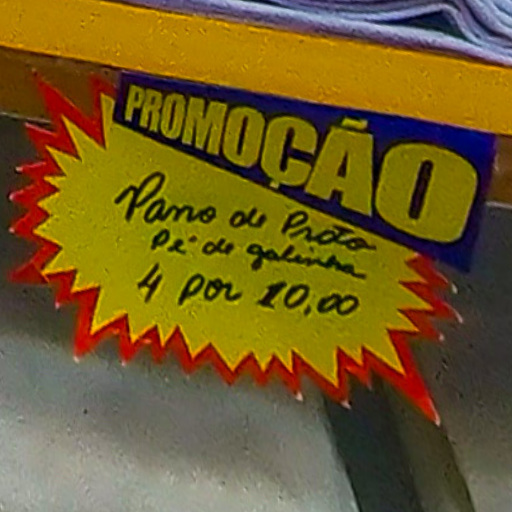 PROMOÇÃO
Pano de Prato
Pé de galinha
4 por 10,00